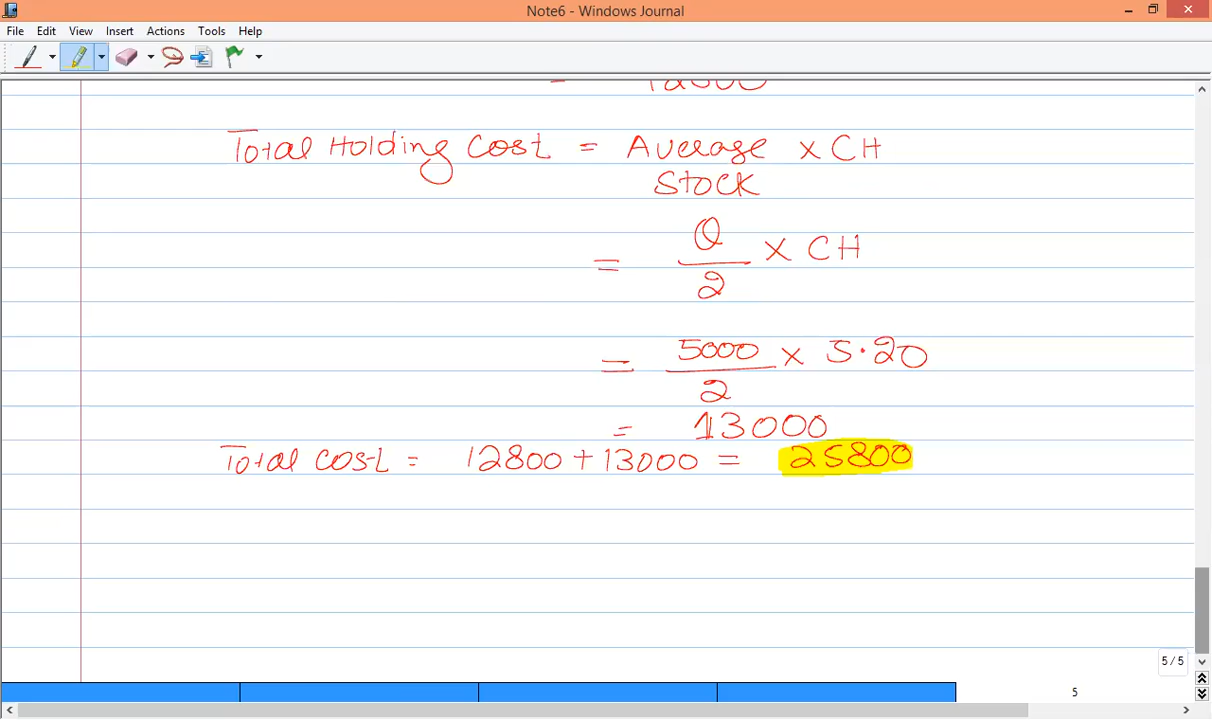 Note6 - Windows Journal
File Edit View Insert Actions Tools Help
Total Holding Cost = Average × CH
Stock
= Q/2 × CH
= 5000/2 × 5.20
= 13000
Total cost = 12800 + 13000 = 25800
5 / 5
5